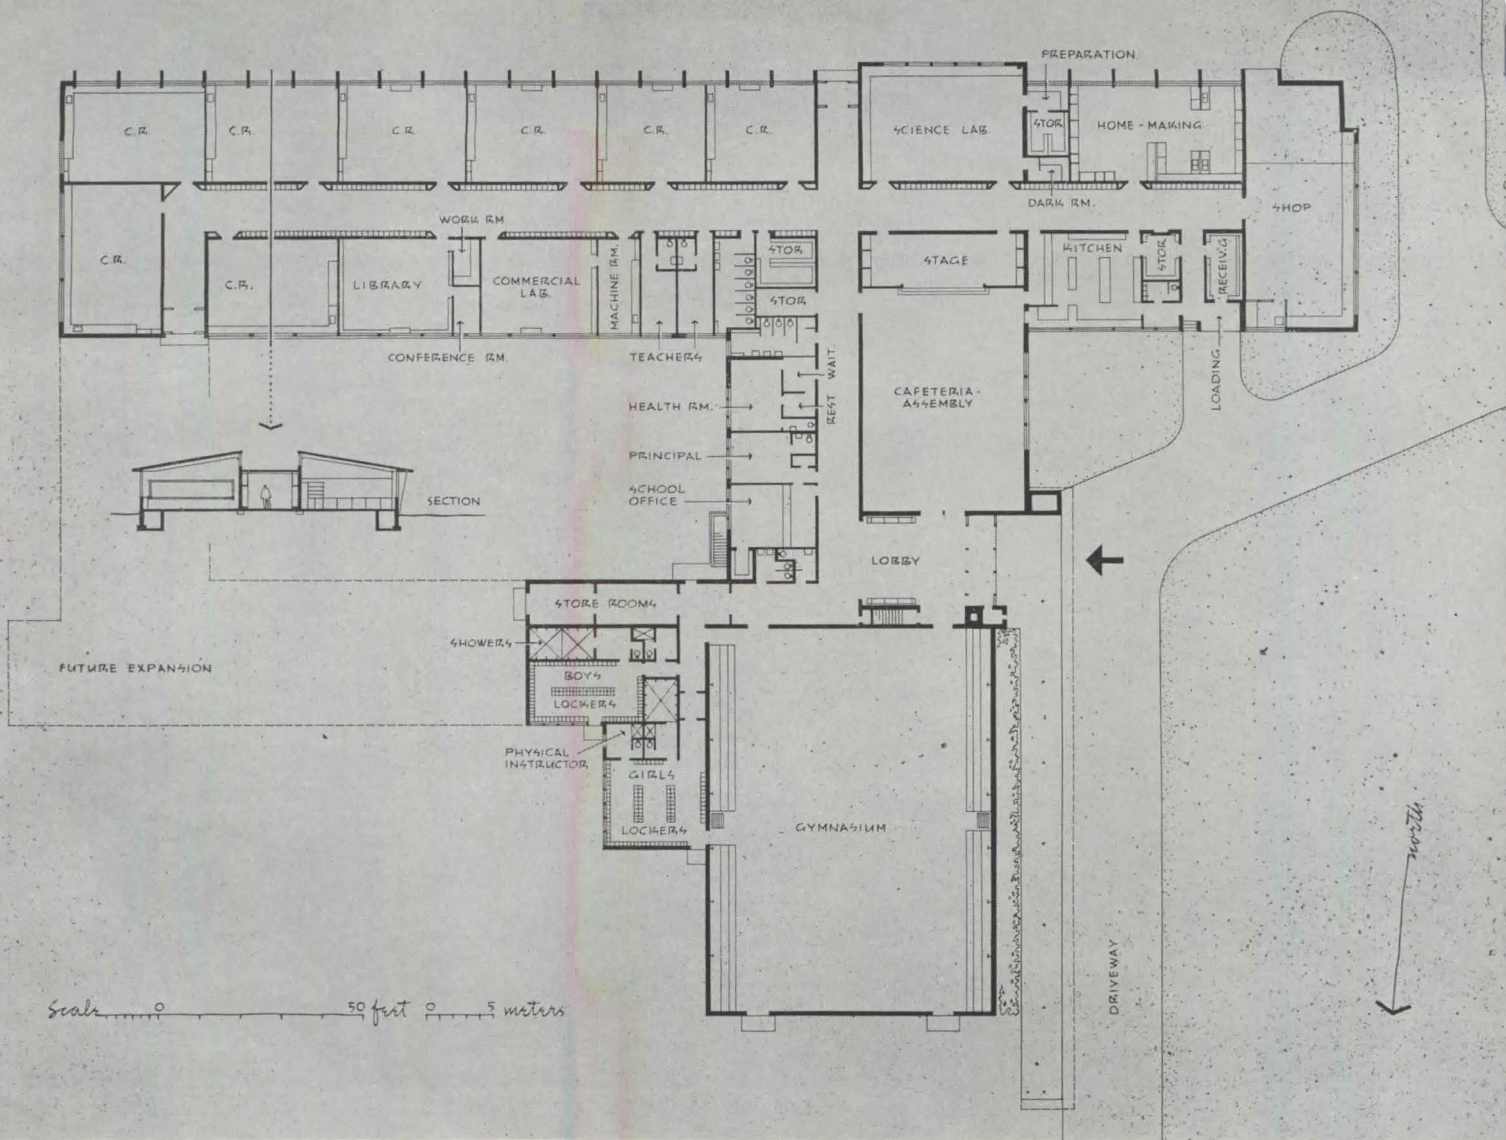 PREPARATION
C.R.
C.R.
C.R.
C.R.
C.R.
C.R.
SCIENCE LAB.
STOR
HOME-MAKING
DARK RM.
SHOP
WORK RM
C.R.
C.R.
LIBRARY
COMMERCIAL
LAB.
MACHINE RM.
STOR
STOR
STAGE
KITCHEN
STOR
RECEIV'G
CONFERENCE RM.
TEACHERS
WAIT.
REST
HEALTH RM.
CAFETERIA-
ASSEMBLY
LOADING
PRINCIPAL
SCHOOL
OFFICE
SECTION
LOBBY
STORE ROOMS
SHOWERS
FUTURE EXPANSION
BOYS
LOCKERS
PHYSICAL
INSTRUCTOR
GIRLS
LOCKERS
GYMNASIUM
north
DRIVEWAY
Scale 0 50 feet 0 5 meters